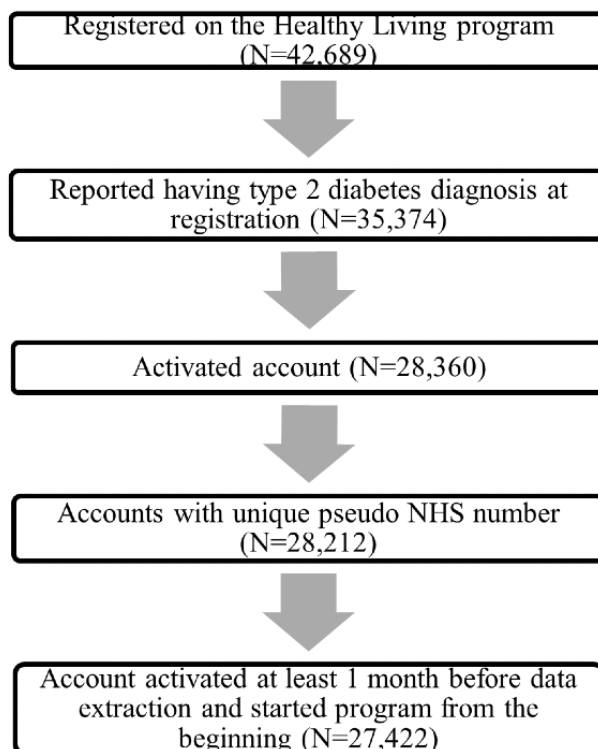 Registered on the Healthy Living program
(N=42,689)
Reported having type 2 diabetes diagnosis at
registration (N=35,374)
Activated account (N=28,360)
Accounts with unique pseudo NHS number
(N=28,212)
Account activated at least 1 month before data
extraction and started program from the
beginning (N=27,422)